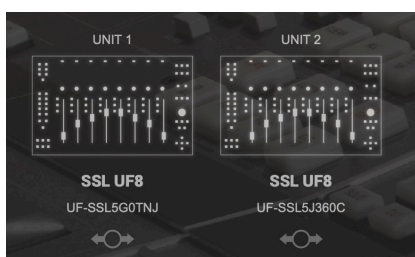 UNIT 1
UNIT 2
SSL UF8
SSL UF8
UF-SSL5G0TNJ
UF-SSL5J360C